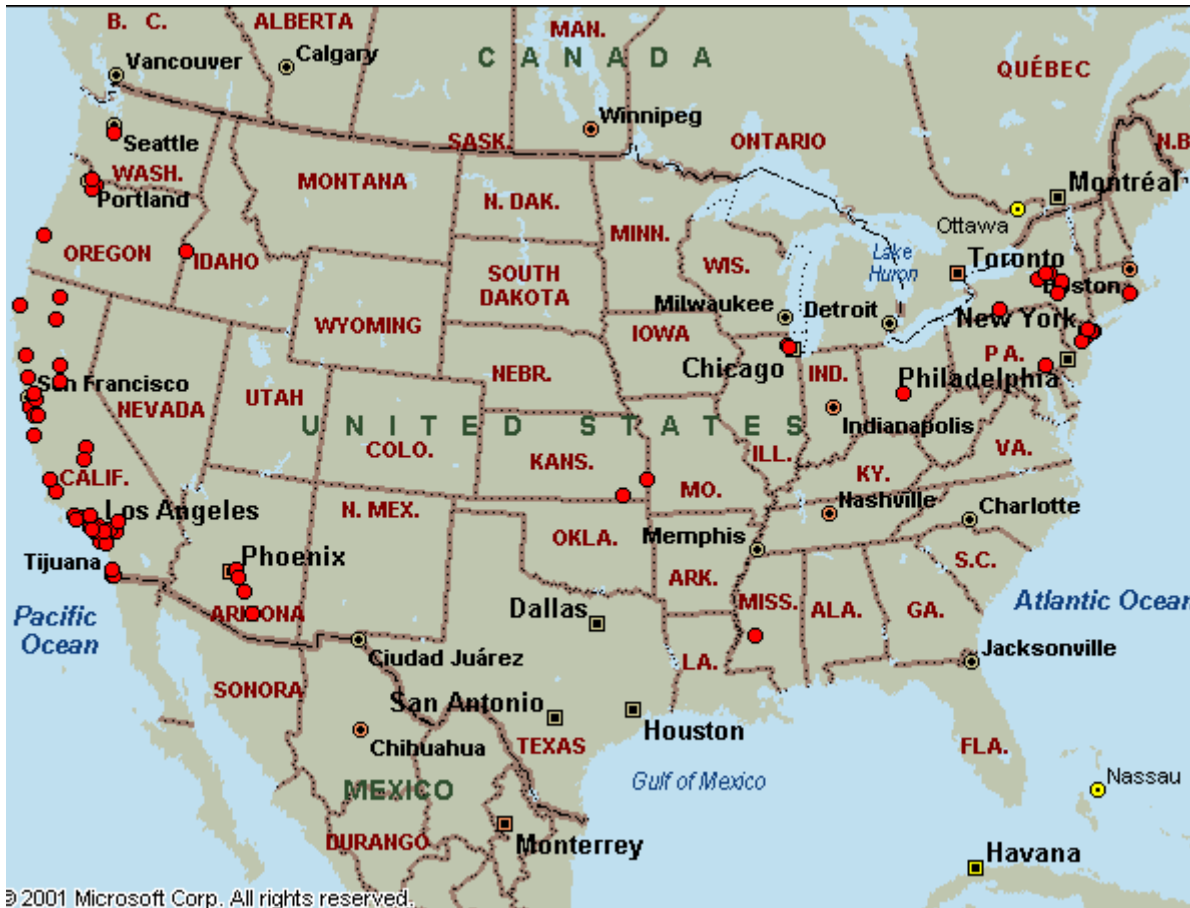 B. C.
ALBERTA
MAN.
CANADA
QUÉBEC
Vancouver
Calgary
Winnipeg
SASK.
ONTARIO
N.B
Seattle
WASH.
MONTANA
N. DAK.
MINN.
Montréal
Portland
Ottawa
OREGON
IDAHO
SOUTH
DAKOTA
WIS.
Lake
Huron
Toronto
Boston
WYOMING
IOWA
Milwaukee
Detroit
New York
NEBR.
Chicago
IND.
PA.
San Francisco
NEVADA
UTAH
Philadelphia
UNITED STATES
Indianapolis
COLO.
KANS.
ILL.
VA.
CALIF.
MO.
KY.
Los Angeles
N. MEX.
Nashville
Charlotte
OKLA.
Memphis
Tijuana
Phoenix
ARK.
S.C.
Pacific
Ocean
ARIZONA
Dallas
MISS.
ALA.
GA.
Atlantic Ocean
Ciudad Juárez
LA.
Jacksonville
SONORA
San Antonio
Houston
Chihuahua
TEXAS
FLA.
MEXICO
Gulf of Mexico
Nassau
DURANGO
Monterrey
Havana
© 2001 Microsoft Corp. All rights reserved.